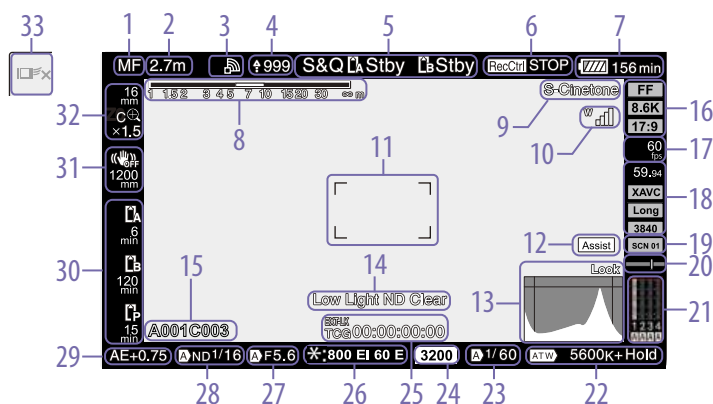 33
1 2 3 4 5 6 7
MF 2.7m 999 S&Q A Stby B Stby RecCtrl STOP 156 min
1 1.5 2 3 4 5 7 10 15 20 30 ∞ m
8
S-Cinetone
9
W
10
16 mm
C
×1.5
32
FF
8.6K
17:9
16
60 fps
17
OFF
1200 mm
31
11
59.94
XAVC
Long
3840
18
A
6 min
B
120 min
P
15 min
30
12
Assist
SCN 01
19
20
Look
13
14
Low Light ND Clear
15
A001C003
EXT-LK
TCG 00:00:00:00
1 2 3 4
A A A A
21
29
AE+0.75 A ND1/16 A F5.6 800 EI 60 E 3200 A 1/60 ATW 5600K+Hold
28 27 26 25 24 23 22